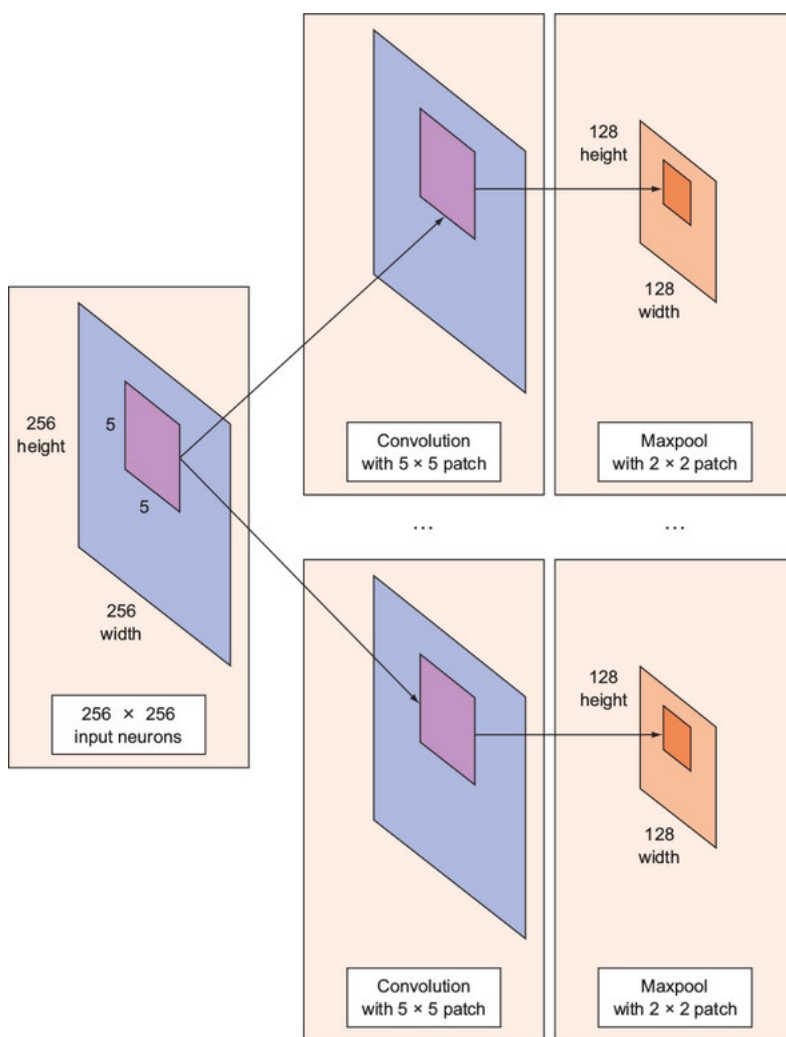 256
height
5
5
256
width
256 × 256
input neurons
Convolution
with 5 × 5 patch
128
height
128
width
Maxpool
with 2 × 2 patch
...
...
Convolution
with 5 × 5 patch
128
height
128
width
Maxpool
with 2 × 2 patch